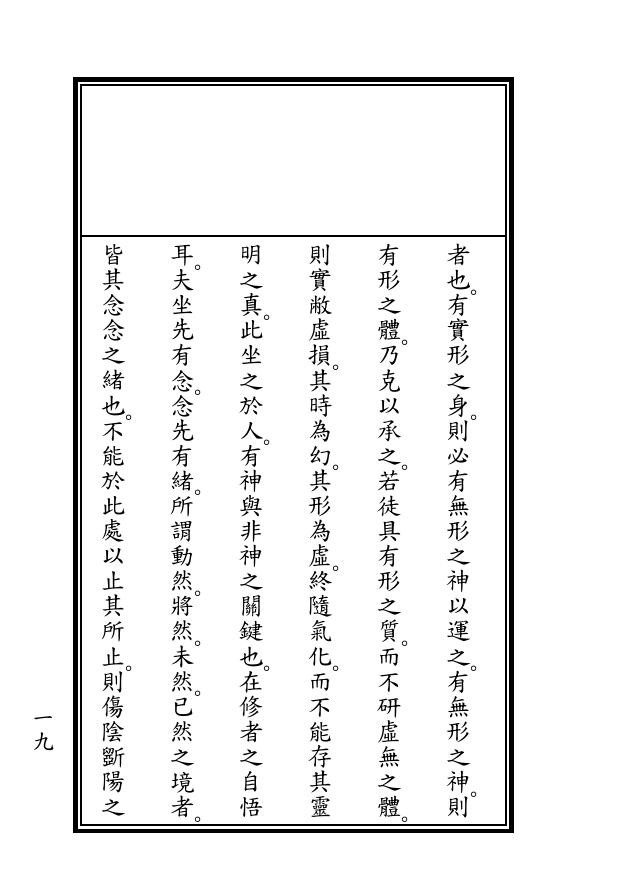 者也。有實形之身。則必有無形之神以運之。有無形之神。則
有形之體。乃克以承之。若徒具有形之質。而不研虛無之體。
則實敝虛損。其時為幻。其形為虛。終隨氣化。而不能存其靈
明之真。此坐之於人。有神與非神之關鍵也。在修者之自悟
耳。夫坐先有念。念先有緒。所謂動然。將然。未然。已然之境者。
皆其念念之緒也。不能於此處以止其所止。則傷陰斷陽之
一九